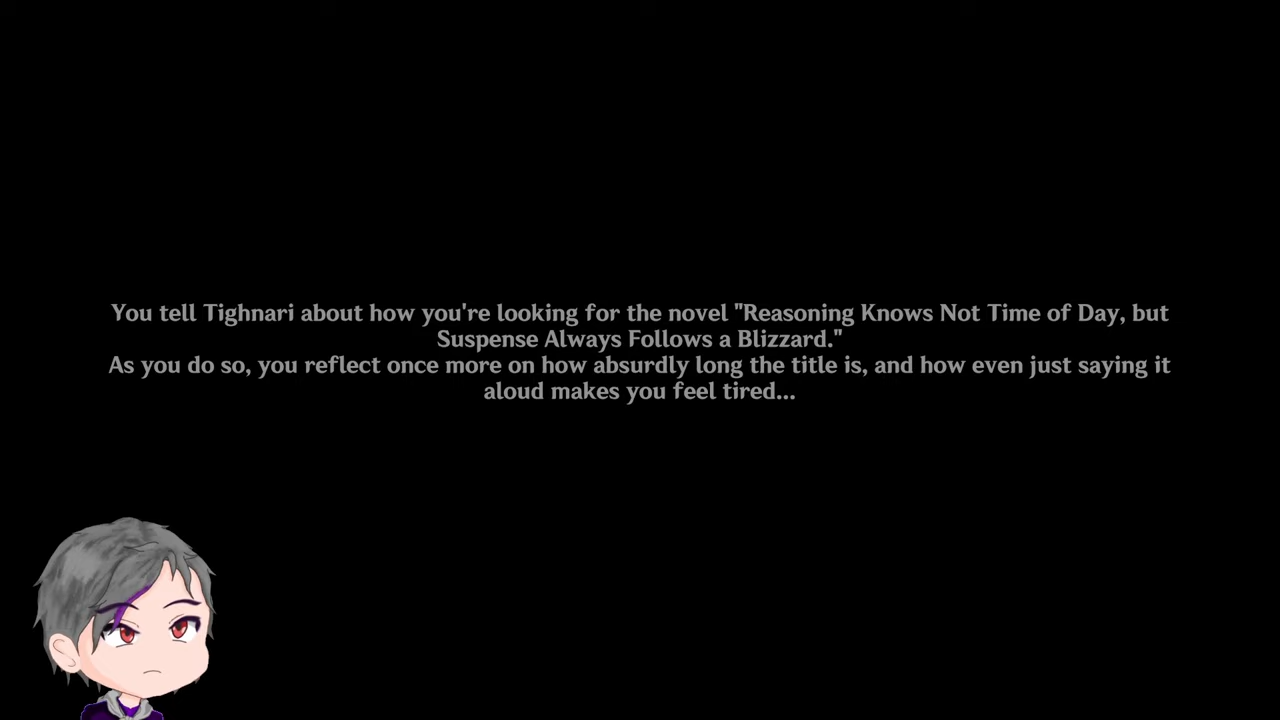 You tell Tighnari about how you're looking for the novel "Reasoning Knows Not Time of Day, but
Suspense Always Follows a Blizzard."
As you do so, you reflect once more on how absurdly long the title is, and how even just saying it
aloud makes you feel tired...